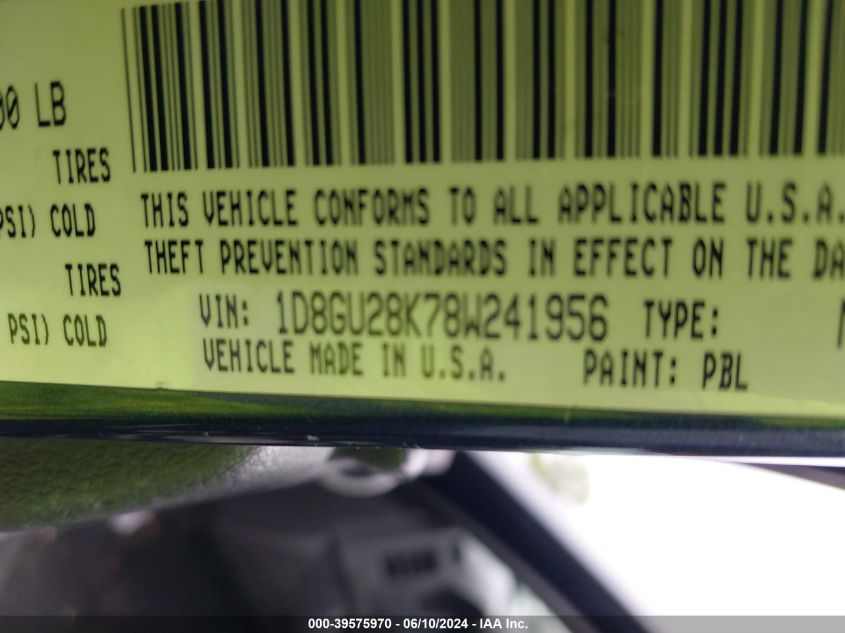 00 LB
TIRES
PSI) COLD
TIRES
PSI) COLD
THIS VEHICLE CONFORMS TO ALL APPLICABLE U.S.A.
THEFT PREVENTION STANDARDS IN EFFECT ON THE DA
VIN: 1D8GU28K78W241956 TYPE:
VEHICLE MADE IN U.S.A. PAINT: PBL
000-39575970 - 06/10/2024 - IAA Inc.